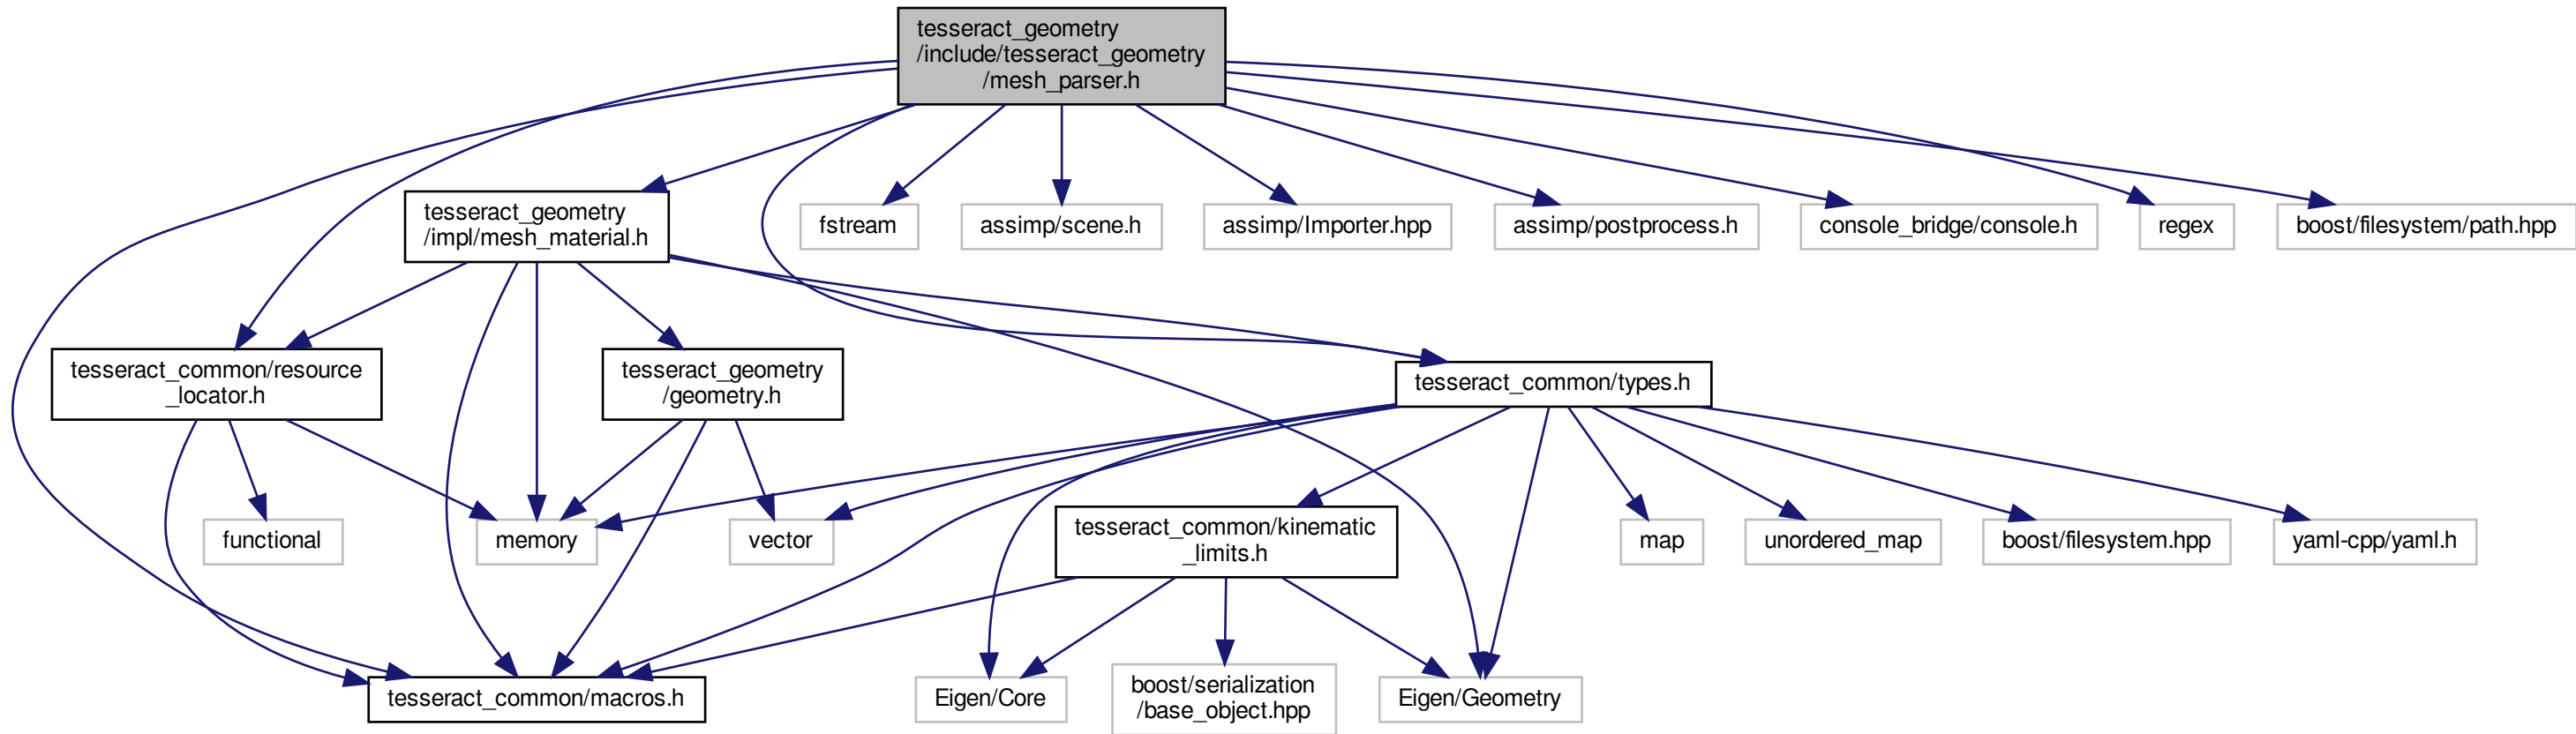 tesseract_geometry
/include/tesseract_geometry
/mesh_parser.h
tesseract_geometry
/impl/mesh_material.h
fstream
assimp/scene.h
assimp/Importer.hpp
assimp/postprocess.h
console_bridge/console.h
regex
boost/filesystem/path.hpp
tesseract_common/resource
_locator.h
tesseract_geometry
/geometry.h
tesseract_common/types.h
functional
memory
vector
tesseract_common/kinematic
_limits.h
map
unordered_map
boost/filesystem.hpp
yaml-cpp/yaml.h
tesseract_common/macros.h
Eigen/Core
boost/serialization
/base_object.hpp
Eigen/Geometry